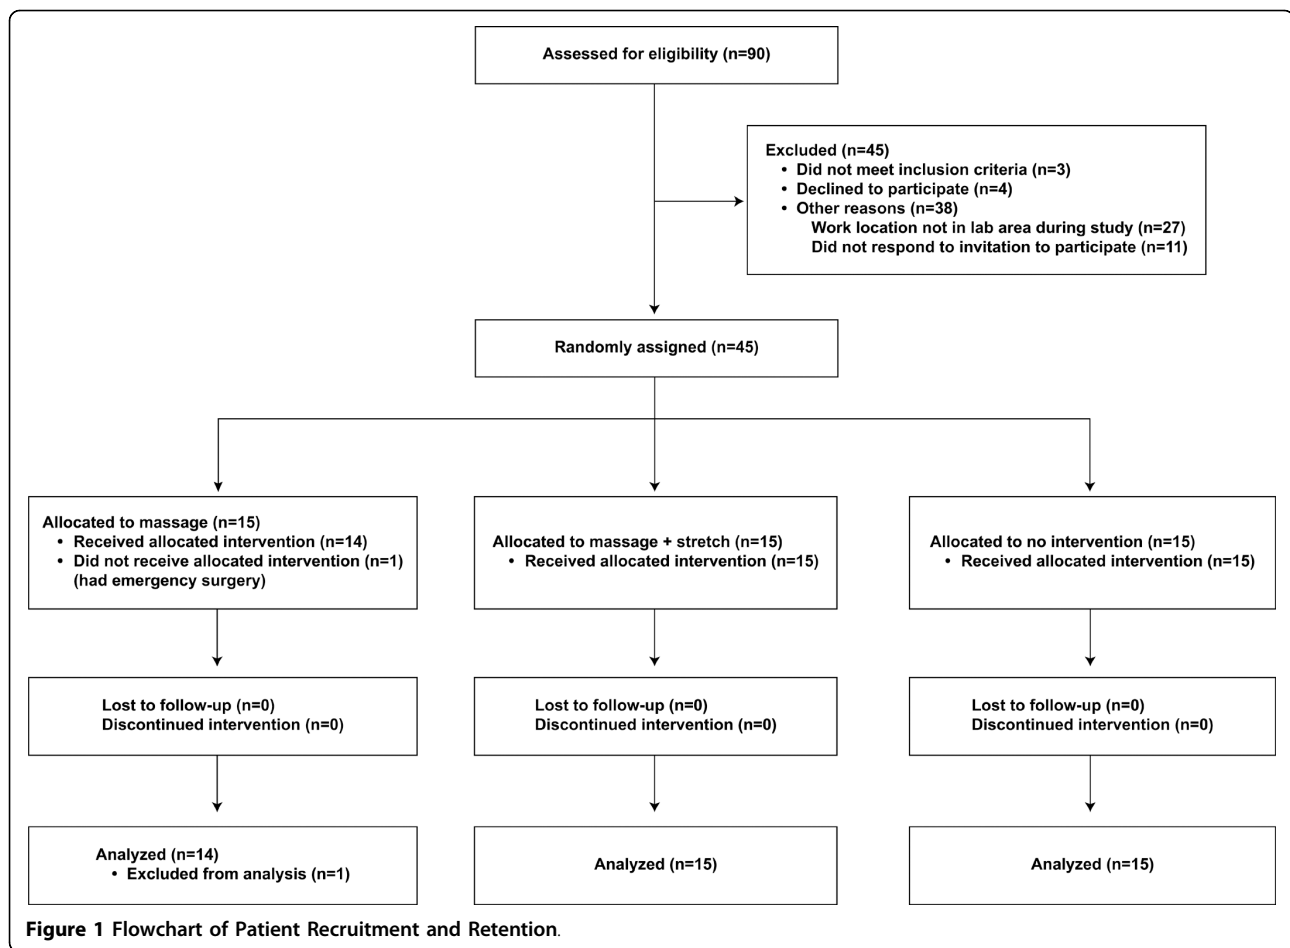 Assessed for eligibility (n=90)
Excluded (n=45)
• Did not meet inclusion criteria (n=3)
• Declined to participate (n=4)
• Other reasons (n=38)
Work location not in lab area during study (n=27)
Did not respond to invitation to participate (n=11)
Randomly assigned (n=45)
Allocated to massage (n=15)
• Received allocated intervention (n=14)
• Did not receive allocated intervention (n=1)
(had emergency surgery)
Allocated to massage + stretch (n=15)
• Received allocated intervention (n=15)
Allocated to no intervention (n=15)
• Received allocated intervention (n=15)
Lost to follow-up (n=0)
Discontinued intervention (n=0)
Lost to follow-up (n=0)
Discontinued intervention (n=0)
Lost to follow-up (n=0)
Discontinued intervention (n=0)
Analyzed (n=14)
• Excluded from analysis (n=1)
Analyzed (n=15)
Analyzed (n=15)
Figure 1 Flowchart of Patient Recruitment and Retention.